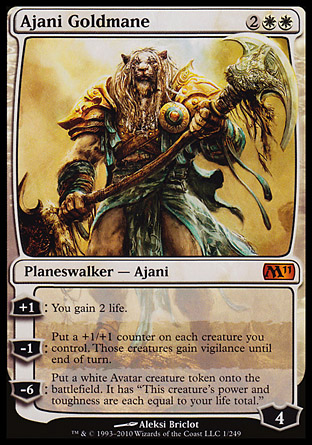 Ajani Goldmane 2
Planeswalker — Ajani M11
+1: You gain 2 life.
-1: Put a +1/+1 counter on each creature you
control. Those creatures gain vigilance until
end of turn.
-6: Put a white Avatar creature token onto the
battlefield. It has “This creature's power and
toughness are each equal to your life total.”
4
Aleksi Briclot
™ & © 1993-2010 Wizards of the Coast LLC 1/249